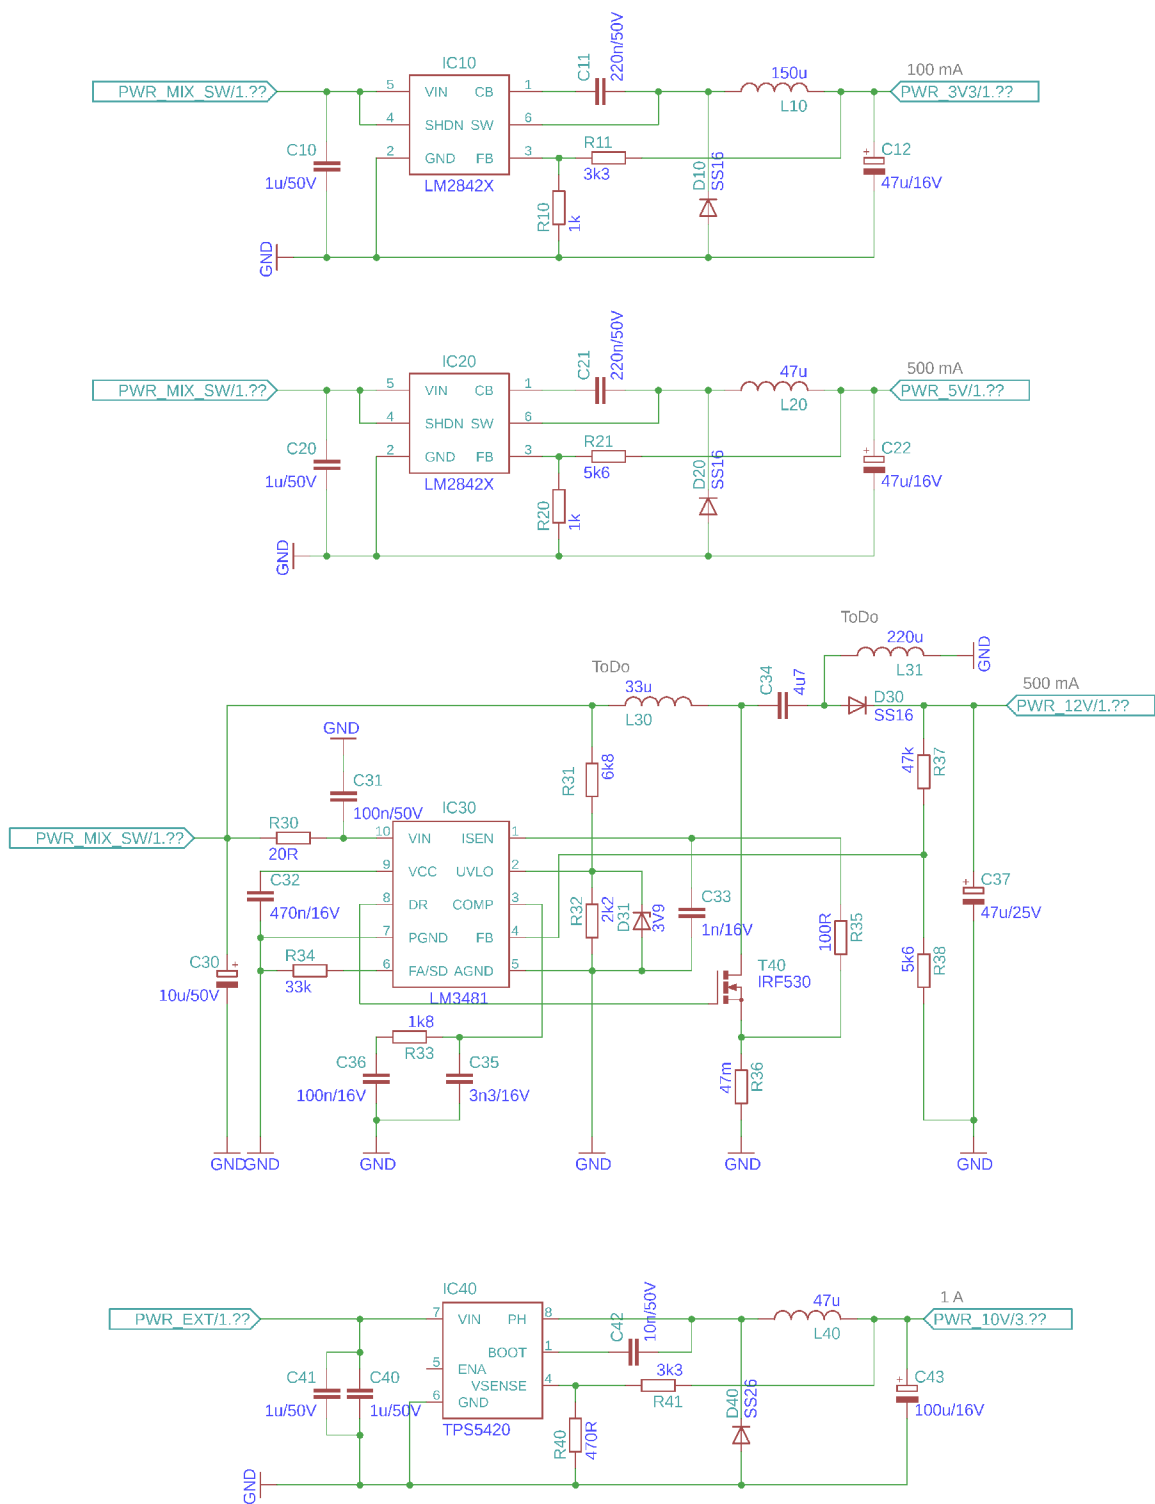 100 mA
PWR_MIX_SW/1.??
IC10
5 VIN CB 1
4 SHDN SW 6
2 GND FB 3
LM2842X
C11
220n/50V
150u
L10
PWR_3V3/1.??
C10
1u/50V
R11
3k3
R10
1k
D10
SS16
C12
+
47u/16V
GND
500 mA
PWR_MIX_SW/1.??
IC20
5 VIN CB 1
4 SHDN SW 6
2 GND FB 3
LM2842X
C21
220n/50V
47u
L20
PWR_5V/1.??
C20
1u/50V
R21
5k6
R20
1k
D20
SS16
C22
+
47u/16V
GND
ToDo
220u
L31
GND
ToDo
33u
L30
C34
4u7
D30
SS16
500 mA
PWR_12V/1.??
GND
C31
100n/50V
R31
6k8
47k
R37
PWR_MIX_SW/1.??
R30
20R
IC30
10 VIN ISEN 1
9 VCC UVLO 2
8 DR COMP 3
7 PGND FB 4
6 FA/SD AGND 5
LM3481
C32
470n/16V
R32
2k2
D31
3V9
C33
1n/16V
100R
R35
C37
+
47u/25V
C30
+
10u/50V
R34
33k
T40
IRF530
5k6
R38
1k8
R33
C36
100n/16V
C35
3n3/16V
47m
R36
GND
GND
GND
GND
GND
GND
1 A
PWR_EXT/1.??
IC40
7 VIN PH 8
BOOT 1
5 ENA
VSENSE 4
6 GND
TPS5420
C42
10n/50V
47u
L40
PWR_10V/3.??
C41
1u/50V
C40
1u/50V
3k3
R41
R40
470R
D40
SS26
C43
+
100u/16V
GND